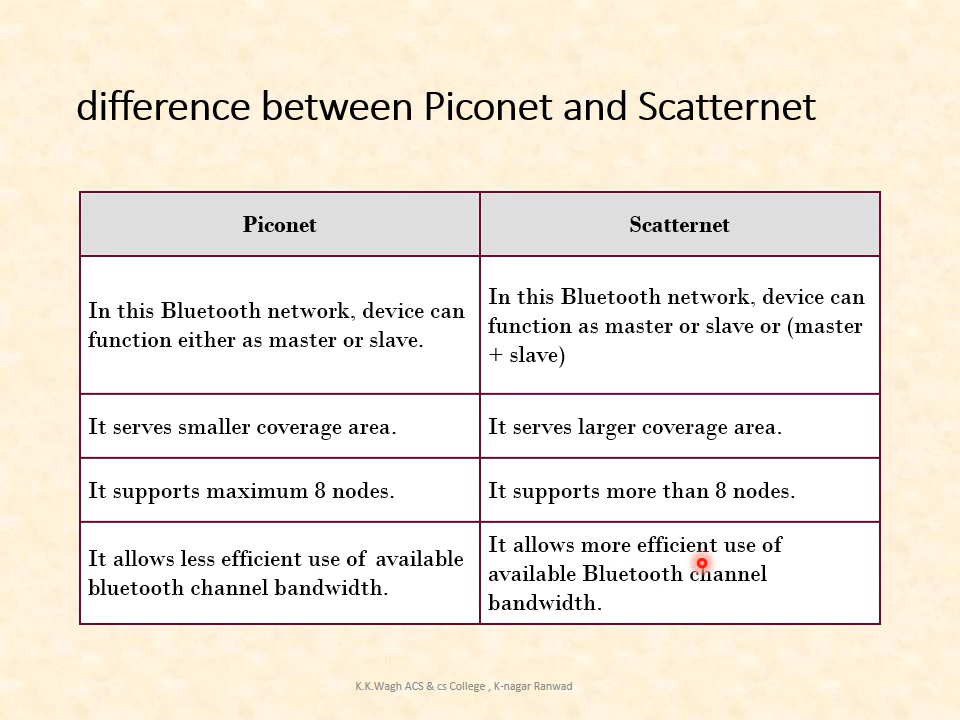 difference between Piconet and Scatternet
Piconet
Scatternet
In this Bluetooth network, device can
function either as master or slave.
In this Bluetooth network, device can
function as master or slave or (master
+ slave)
It serves smaller coverage area.
It serves larger coverage area.
It supports maximum 8 nodes.
It supports more than 8 nodes.
It allows less efficient use of available
bluetooth channel bandwidth.
It allows more efficient use of
available Bluetooth channel
bandwidth.
K.K.Wagh ACS & cs College , K-nagar Ranwad